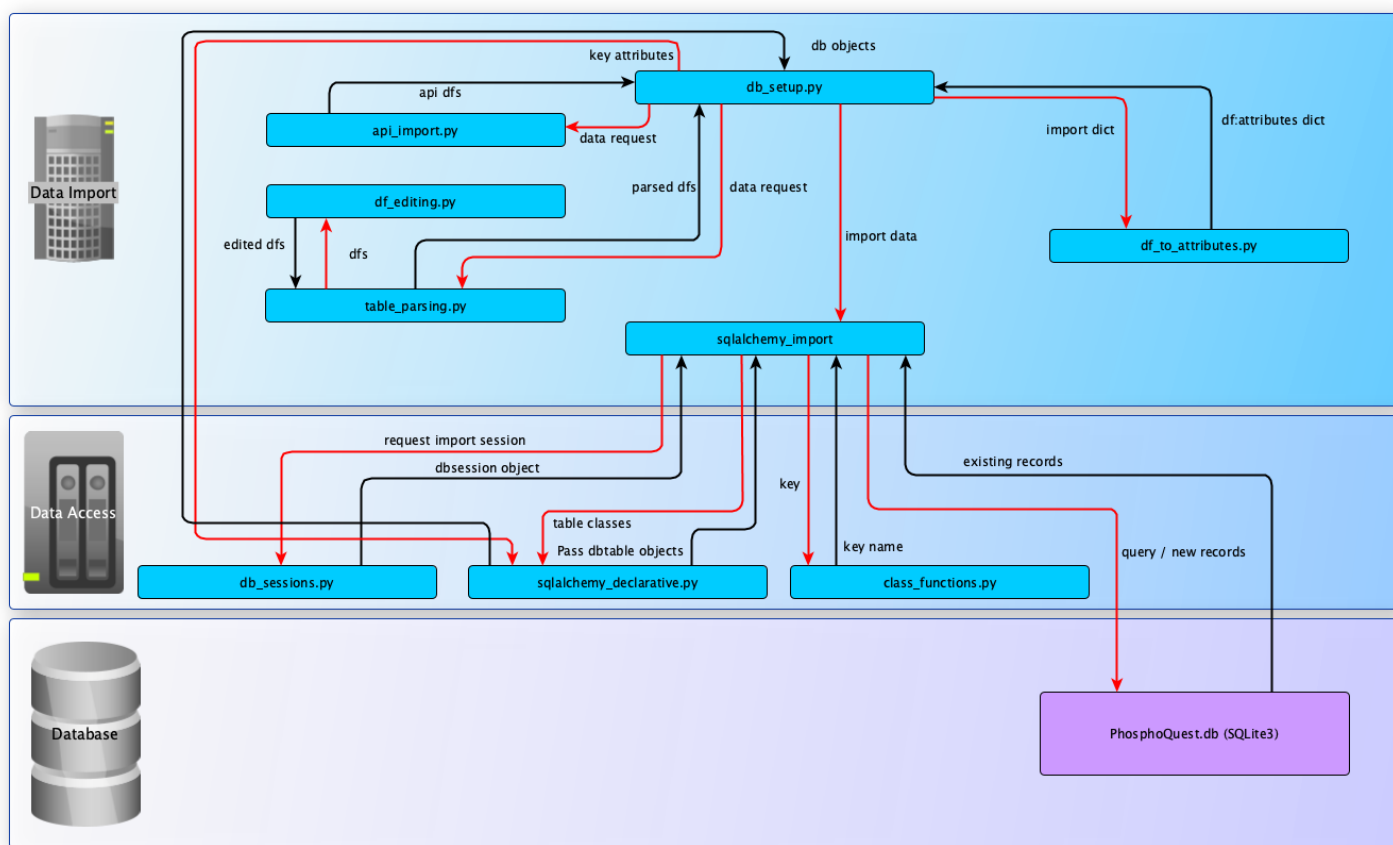 db objects
key attributes
db_setup.py
api dfs
api_import.py
data request
import dict
df:attributes dict
Data Import
df_editing.py
parsed dfs
data request
edited dfs
dfs
import data
df_to_attributes.py
table_parsing.py
sqlalchemy_import
request import session
dbsession object
existing records
key
Data Access
table classes
Pass dbtable objects
key name
query / new records
db_sessions.py
sqlalchemy_declarative.py
class_functions.py
Database
PhosphoQuest.db (SQLite3)